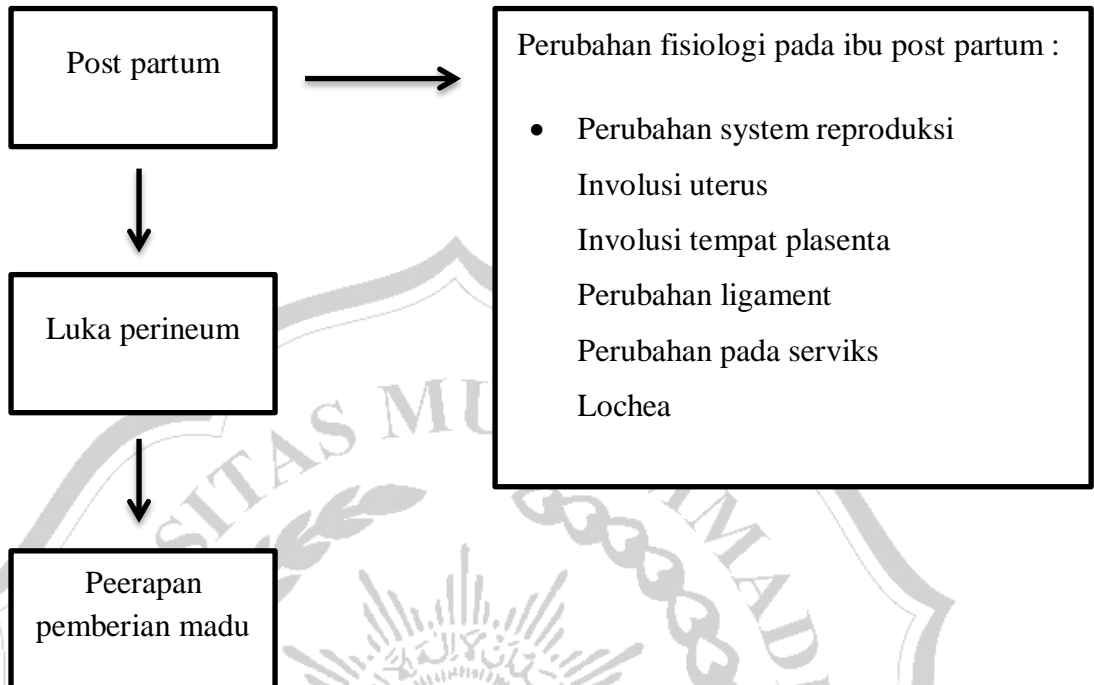 Post partum
Perubahan fisiologi pada ibu post partum :
• Perubahan system reproduksi
Involusi uterus
Involusi tempat plasenta
Perubahan ligament
Perubahan pada serviks
Lochea
Luka perineum
Peerapan
pemberian madu